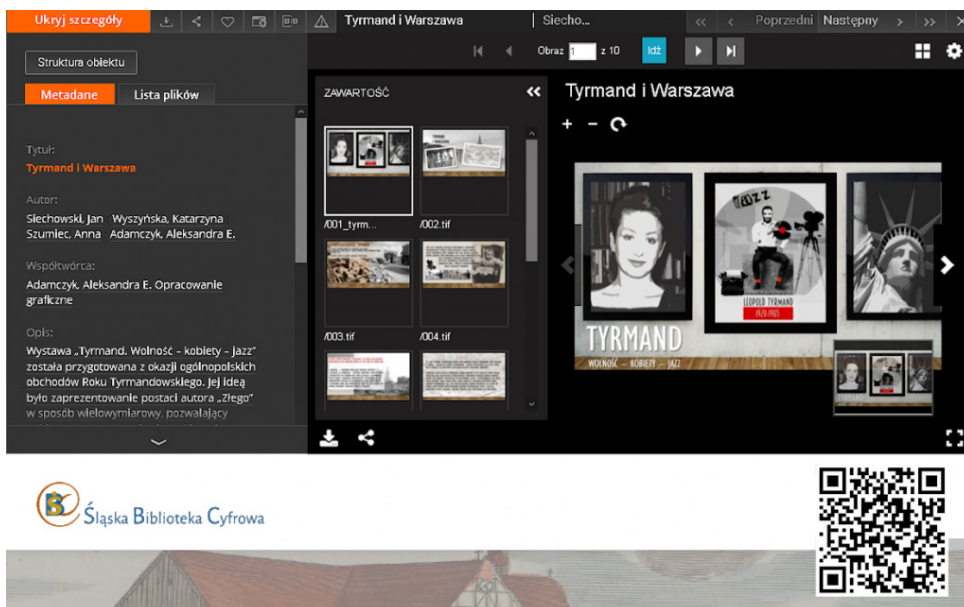 Ukryj szczegóły
Tyrmand i Warszawa
Siecho...
Poprzedni Następny
Struktura obiektu
Obraz 1 z 10 Idź
Metadane Lista plików
Tytuł:
Tyrmand i Warszawa
Autor:
Siechowski, Jan Wyszyńska, Katarzyna
Szumiec, Anna Adamczyk, Aleksandra E.
Współtwórca:
Adamczyk, Aleksandra E. Opracowanie
graficzne
Opis:
Wystawa „Tyrmand. Wolność – kobiety – jazz”
została przygotowana z okazji ogólnopolskich
obchodów Roku Tyrmandowskiego. Jej ideą
było zaprezentowanie postaci autora „Złego”
w sposób wielowymiarowy, pozwalający
ZAWARTOŚĆ
/001_tyrm...
/002.tif
/003.tif
/004.tif
Tyrmand i Warszawa
JAZZ
LEOPOLD TYRMAND
1920-1985
TYRMAND
WOLNOŚĆ – KOBIETY – JAZZ
Śląska Biblioteka Cyfrowa